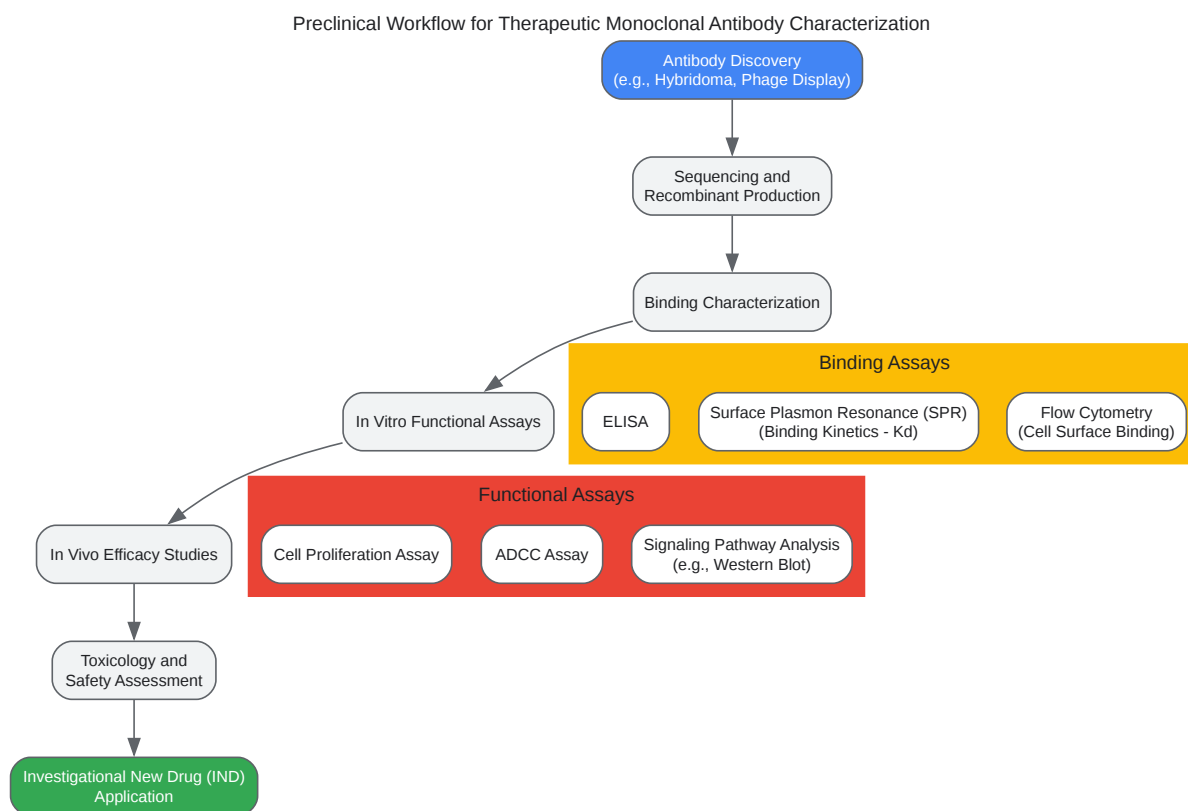 Preclinical Workflow for Therapeutic Monoclonal Antibody Characterization
Antibody Discovery
(e.g., Hybridoma, Phage Display)
Sequencing and
Recombinant Production
Binding Characterization
Binding Assays
In Vitro Functional Assays
ELISA
Surface Plasmon Resonance (SPR)
(Binding Kinetics - Kd)
Flow Cytometry
(Cell Surface Binding)
Functional Assays
In Vivo Efficacy Studies
Cell Proliferation Assay
ADCC Assay
Signaling Pathway Analysis
(e.g., Western Blot)
Toxicology and
Safety Assessment
Investigational New Drug (IND)
Application